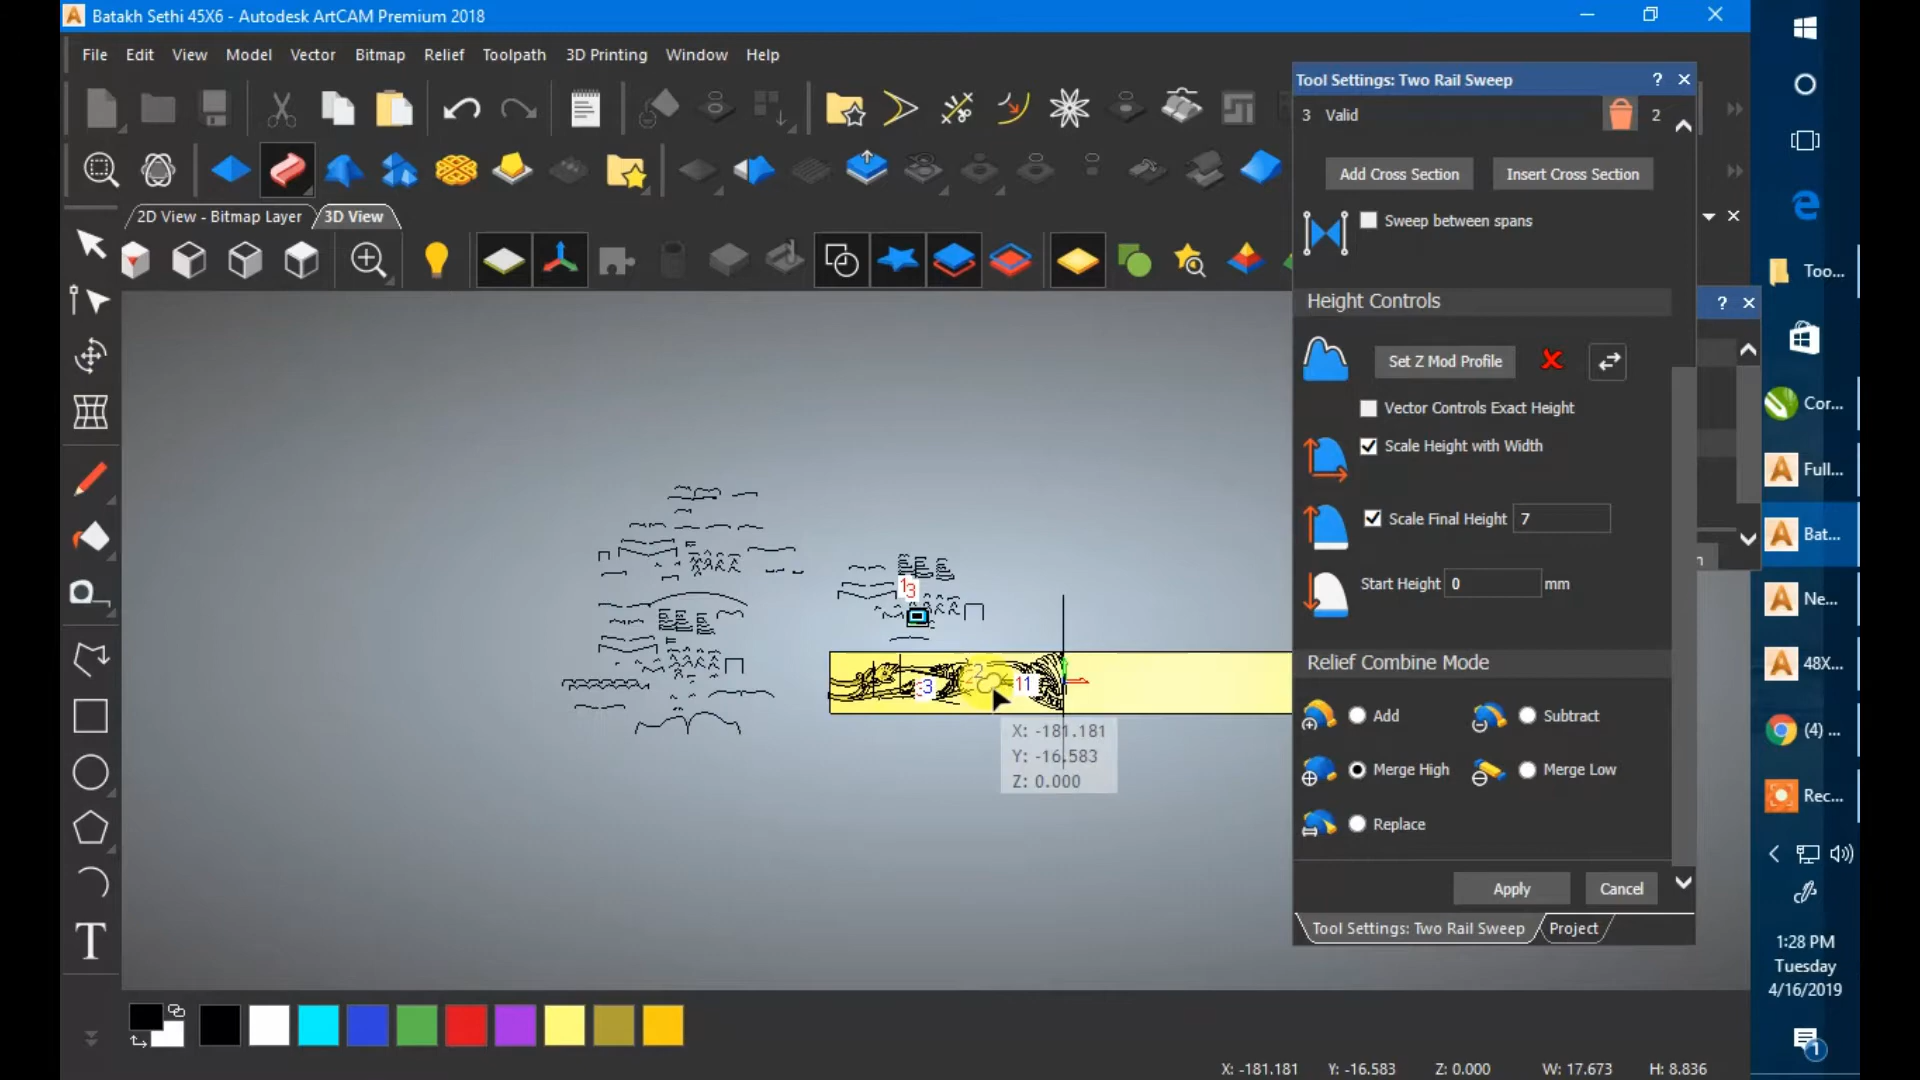 Batakh Sethi 45X6 - Autodesk ArtCAM Premium 2018
File Edit View Model Vector Bitmap Relief Toolpath 3D Printing Window Help
Tool Settings: Two Rail Sweep ?
3 Valid 2
Add Cross Section Insert Cross Section
2D View - Bitmap Layer 3D View
Sweep between spans
Height Controls
Set Z Mod Profile
Vector Controls Exact Height
Scale Height with Width
Scale Final Height 7
Start Height 0 mm
Relief Combine Mode
Add Subtract
Merge High Merge Low
Replace
Apply Cancel
Tool Settings: Two Rail Sweep Project
13
2
3 11
X: -181.181
Y: -16.583
Z: 0.000
?
Too...
Cor...
Full...
Bat...
Ne...
48X...
(4) ...
Rec...
1:28 PM
Tuesday
4/16/2019
1
T
X: -181.181 Y: -16.583 Z: 0.000 W: 17.673 H: 8.836